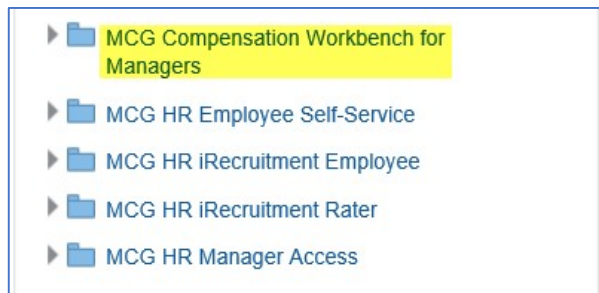 MCG Compensation Workbench for
Managers
MCG HR Employee Self-Service
MCG HR iRecruitment Employee
MCG HR iRecruitment Rater
MCG HR Manager Access